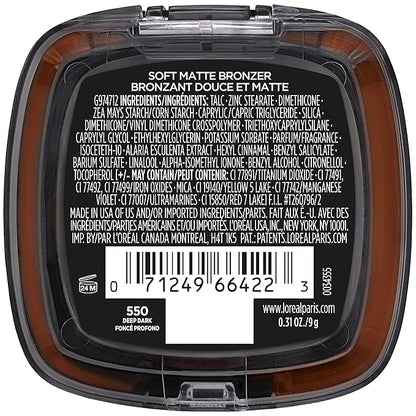 SOFT MATTE BRONZER
BRONZANT DOUCE ET MATTE
G974712 INGREDIENTS/INGRÉDIENTS: TALC • ZINC STEARATE • DIMETHICONE •
ZEA MAYS STARCH/CORN STARCH • CAPRYLIC/CAPRIC TRIGLYCERIDE • SILICA •
DIMETHICONE/VINYL DIMETHICONE CROSSPOLYMER • TRIETHOXYCAPRYLYLSILANE •
CAPRYLYL GLYCOL • ETHYLHEXYLGLYCERIN • POTASSIUM SORBATE • PARFUM/FRAGRANCE •
ISOCETETH-10 • ALARIA ESCULENTA EXTRACT • HEXYL CINNAMAL • BENZYL SALICYLATE •
BARIUM SULFATE • LINALOOL • ALPHA-ISOMETHYL IONONE • BENZYL ALCOHOL • CITRONELLOL •
TOCOPHEROL [+/- MAY CONTAIN/PEUT CONTENIR: CI 77891/TITANIUM DIOXIDE • CI 77491,
CI 77492, CI 77499/IRON OXIDES • MICA • CI 19140/YELLOW 5 LAKE • CI 77742/MANGANESE
VIOLET • CI 77007/ULTRAMARINES • CI 15850/RED 7 LAKE] F.I.L. #T260796/2
MADE IN USA OF US AND/OR IMPORTED INGREDIENTS/PARTS. FAIT AUX É.-U. AVEC DES
INGRÉDIENTS/PARTIES AMÉRICAINS ET/OU IMPORTÉS. DIST. L'ORÉAL USA, INC., NEW YORK, NY 10001.
IMP. BY/PAR L'ORÉAL CANADA MONTREAL, H4T 1K5 PAT.: PATENTS.LOREALPARIS.COM
24 M
0 71249 66422 3
0034355
550
DEEP DARK
FONCÉ PROFOND
www.lorealparis.com
0.31 OZ./9 g